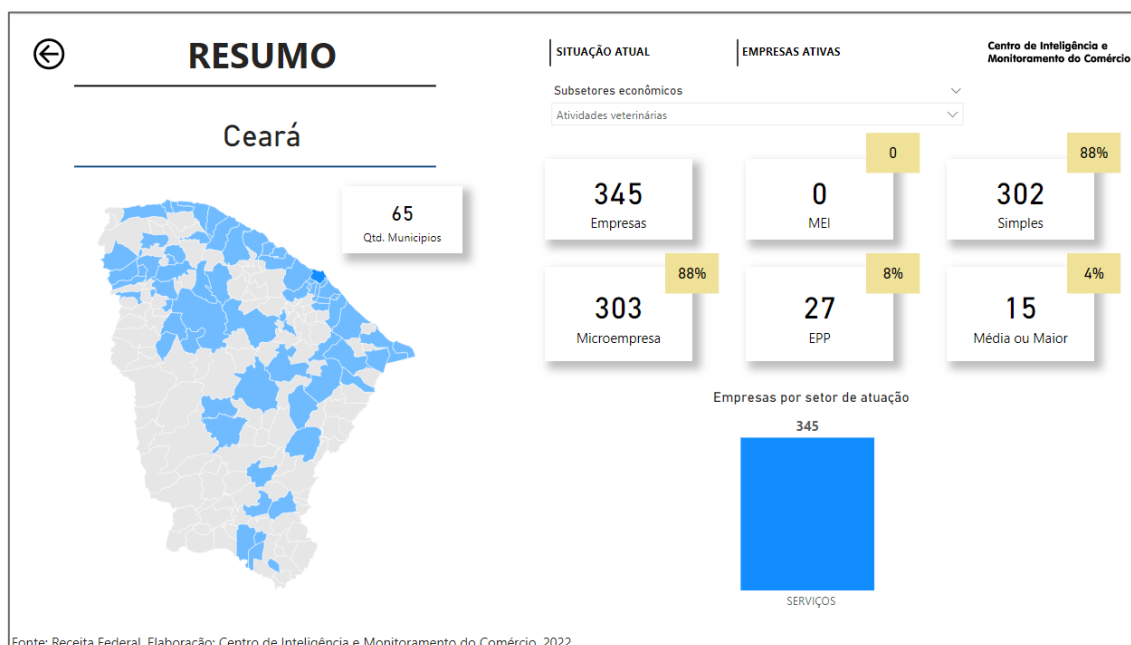 RESUMO
Ceará
65
Qtd. Municipios
SITUAÇÃO ATUAL
EMPRESAS ATIVAS
Centro de Inteligência e
Monitoramento do Comércio
Subsetores econômicos
Atividades veterinárias
345
Empresas
0
0
MEI
88%
302
Simples
88%
303
Microempresa
8%
27
EPP
4%
15
Média ou Maior
Empresas por setor de atuação
345
SERVIÇOS
Fonte: Receita Federal. Elaboração: Centro de Inteligência e Monitoramento do Comércio, 2022